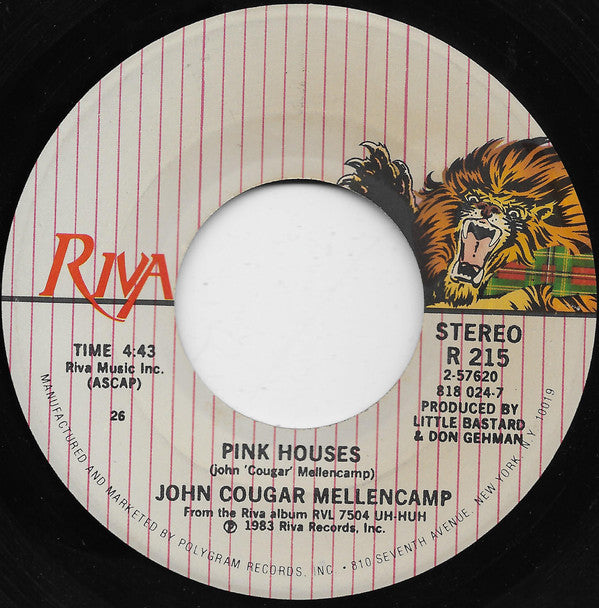 RIVA
TIME 4:43
Riva Music Inc.
(ASCAP)
26
STEREO
R 215
2-57620
818 024-7
PRODUCED BY
LITTLE BASTARD
& DON GEHMAN
PINK HOUSES
(john 'Cougar' Mellencamp)
JOHN COUGAR MELLENCAMP
From the Riva album RVL 7504 UH-HUH
℗ 1983 Riva Records, Inc.
MANUFACTURED AND MARKETED BY POLYGRAM RECORDS, INC · 810 SEVENTH AVENUE, NEW YORK, N.Y. 10019